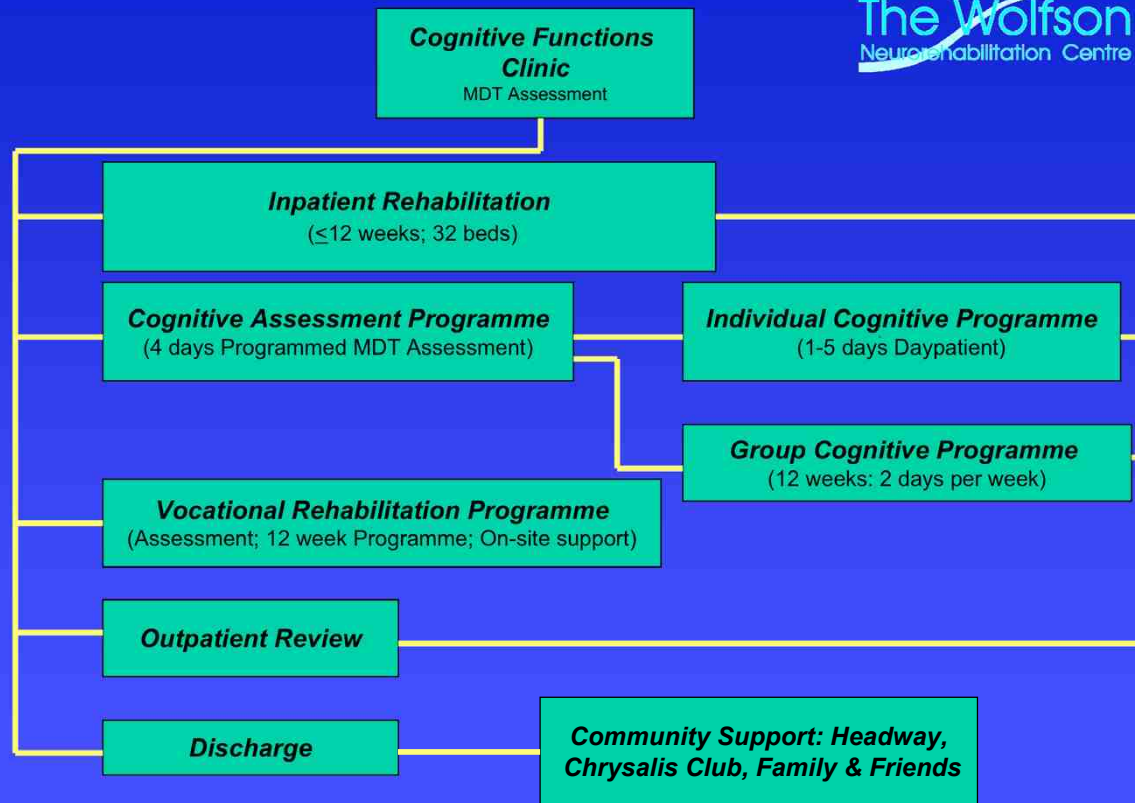 The Wolfson
Neurorehabilitation Centre
Cognitive Functions
Clinic
MDT Assessment
Inpatient Rehabilitation
(≤12 weeks; 32 beds)
Cognitive Assessment Programme
(4 days Programmed MDT Assessment)
Individual Cognitive Programme
(1-5 days Daypatient)
Group Cognitive Programme
(12 weeks: 2 days per week)
Vocational Rehabilitation Programme
(Assessment; 12 week Programme; On-site support)
Outpatient Review
Discharge
Community Support: Headway,
Chrysalis Club, Family & Friends